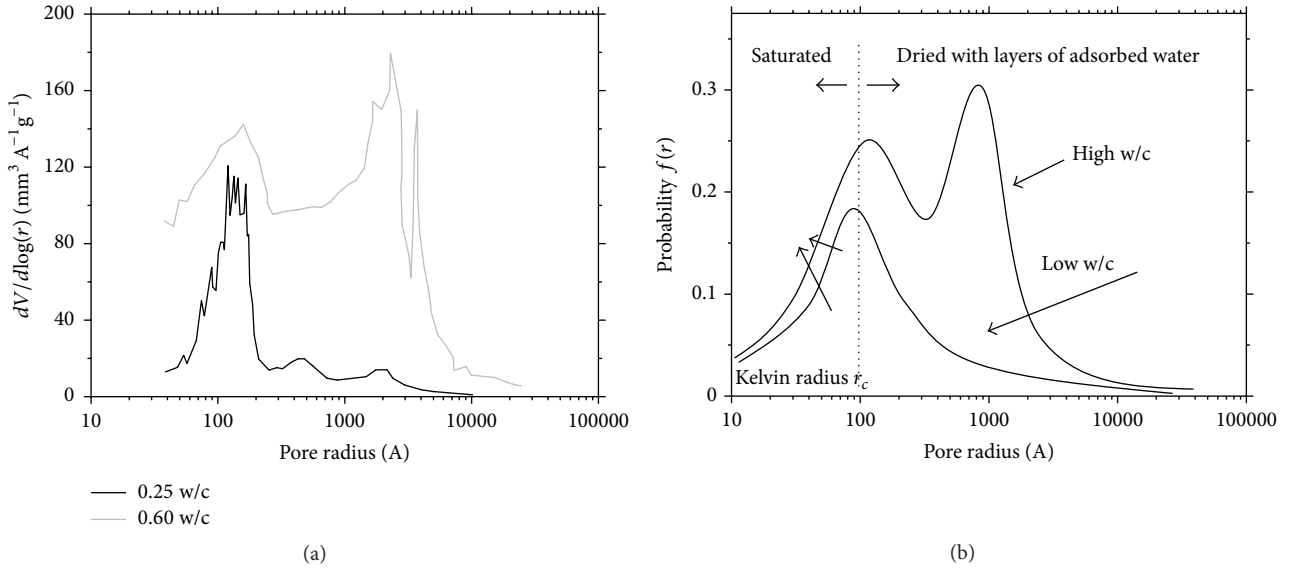 200
160
120
80
40
0
dV/dlog(r) (mm³ A⁻¹g⁻¹)
10
100
1000
10000
100000
Pore radius (A)
0.25 w/c
0.60 w/c
(a)
Saturated
Dried with layers of adsorbed water
0.3
0.2
0.1
0
Probability f(r)
High w/c
Low w/c
Kelvin radius r_c
10
100
1000
10000
100000
Pore radius (A)
(b)